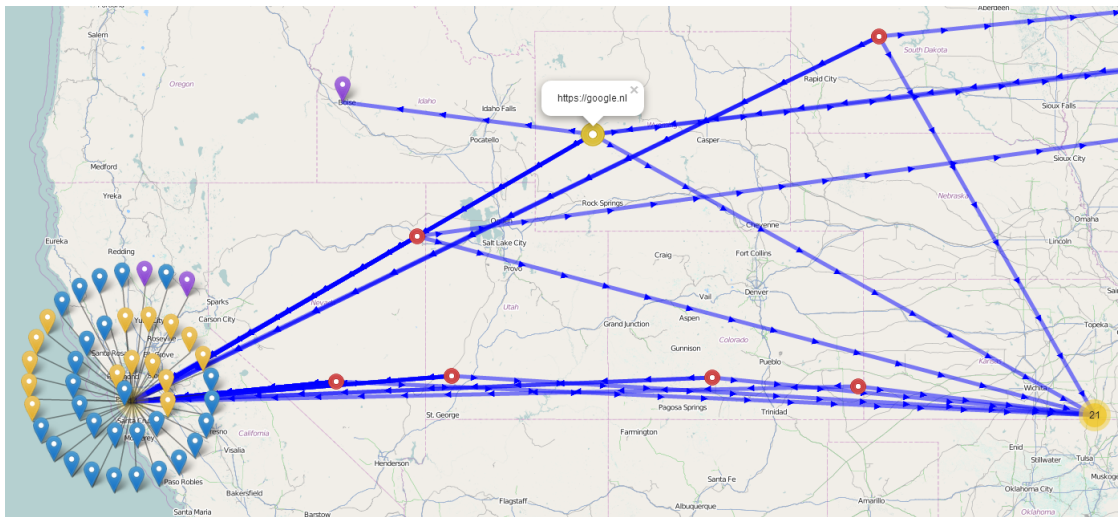 Aberdeen
Salem
Oregon
South Dakota
Rapid City
https://google.nl
×
Idaho
Boise
Idaho Falls
Sioux Falls
Pocatello
Casper
Medford
Sioux City
Yreka
Rock Springs
Nebraska
Eureka
Cheyenne
Omaha
Salt Lake City
Lincoln
Redding
Craig
Fort Collins
Provo
Sparks
Nevada
Vail
Denver
Carson City
Utah
Grand Junction
Aspen
Topeka
Roseville
Colorado
Gunnison
Kansas
Pueblo
Wichita
St. George
Pagosa Springs
Trinidad
21
Monterey
California
Visalia
Farmington
Enid
Stillwater
Tulsa
Henderson
Paso Robles
Santa Fe
Muskogee
Bakersfield
Oklahoma City
Flagstaff
Amarillo
Santa Maria
Barstow
Albuquerque
Oklahoma